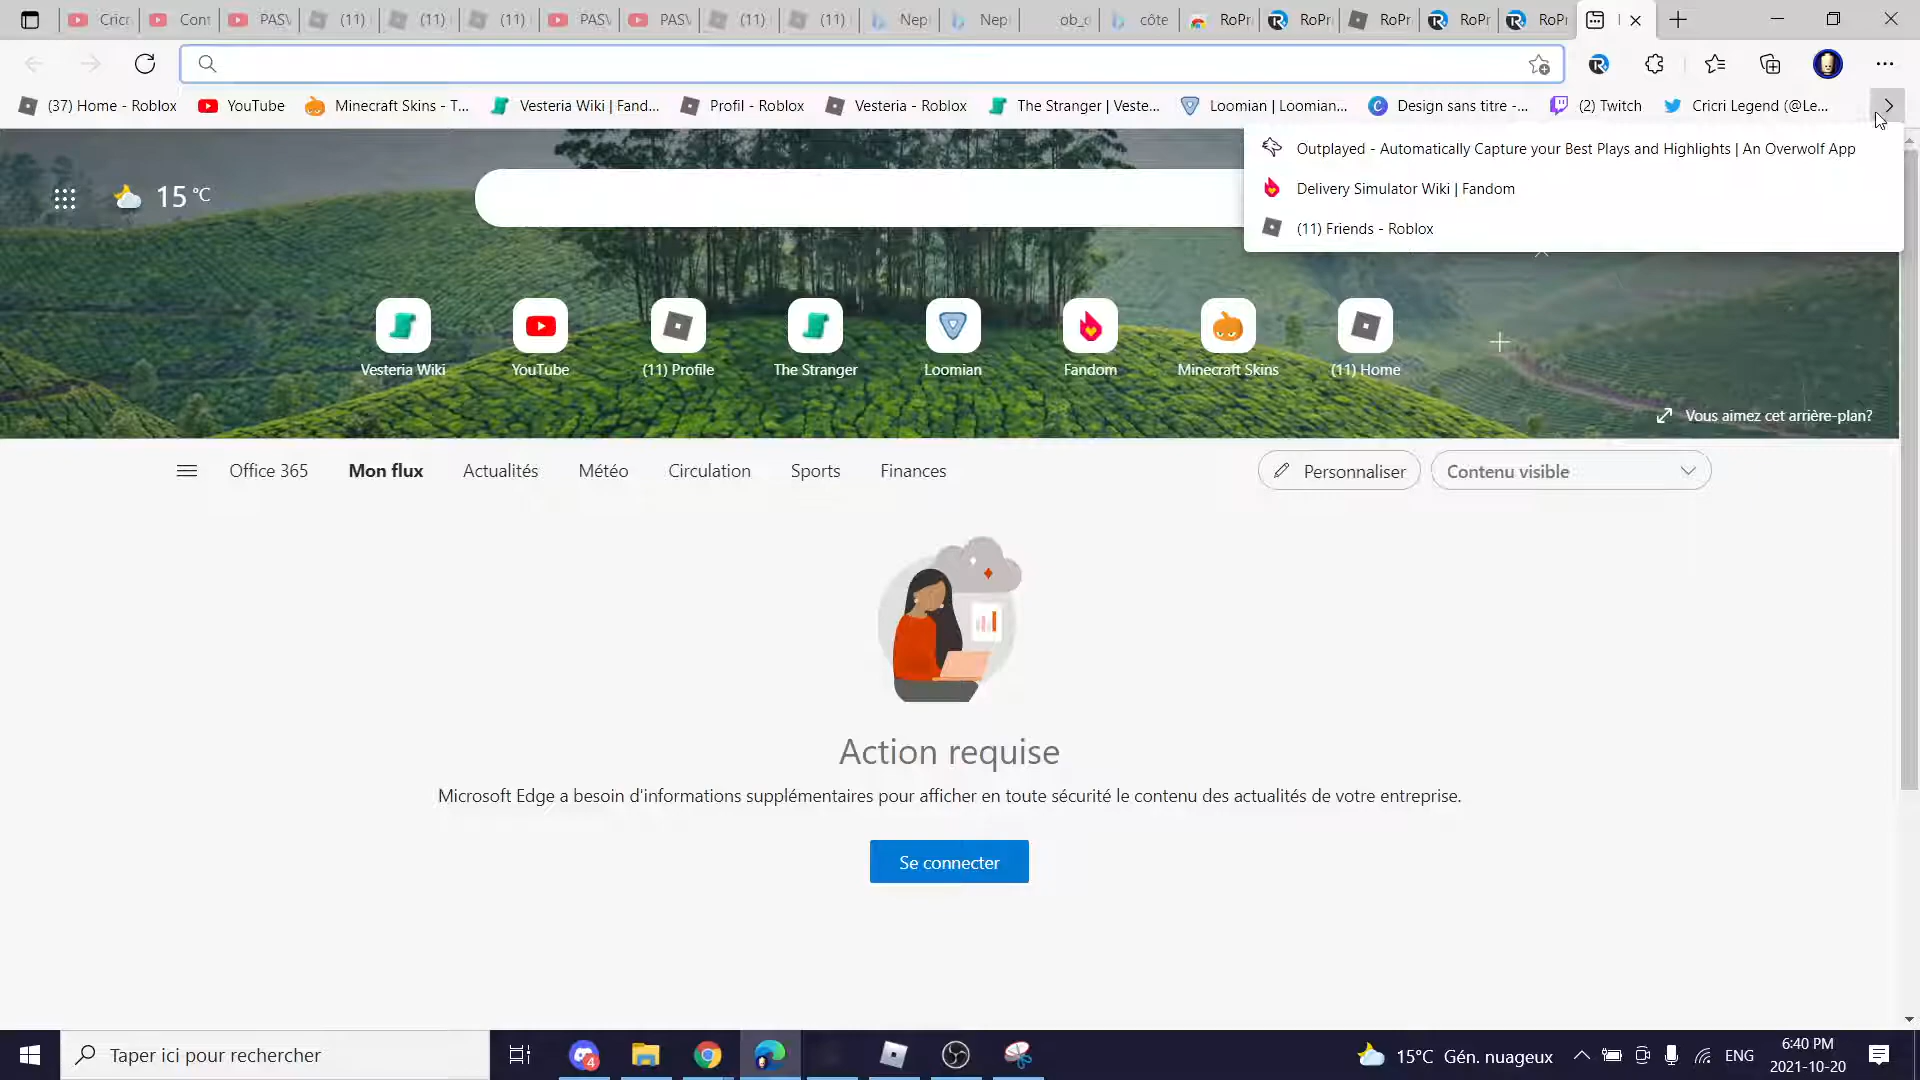 Cricr
Cont
PASV
(11)
(11)
(11)
PASV
PASV
(11)
(11)
Nep
Nep
ob_c
côte
RoPr
RoPr
RoPr
RoPr
RoPr
(37) Home - Roblox
YouTube
Minecraft Skins - T...
Vesteria Wiki | Fand...
Profil - Roblox
Vesteria - Roblox
The Stranger | Veste...
Loomian | Loomian...
Design sans titre -...
(2) Twitch
Cricri Legend (@Le...
Outplayed - Automatically Capture your Best Plays and Highlights | An Overwolf App
Delivery Simulator Wiki | Fandom
(11) Friends - Roblox
15 °C
Vesteria Wiki
YouTube
(11) Profile
The Stranger
Loomian
Fandom
Minecraft Skins
(11) Home
Vous aimez cet arrière-plan?
Office 365
Mon flux
Actualités
Météo
Circulation
Sports
Finances
Personnaliser
Contenu visible
Action requise
Microsoft Edge a besoin d'informations supplémentaires pour afficher en toute sécurité le contenu des actualités de votre entreprise.
Se connecter
Taper ici pour rechercher
4
15°C Gén. nuageux
ENG
6:40 PM
2021-10-20